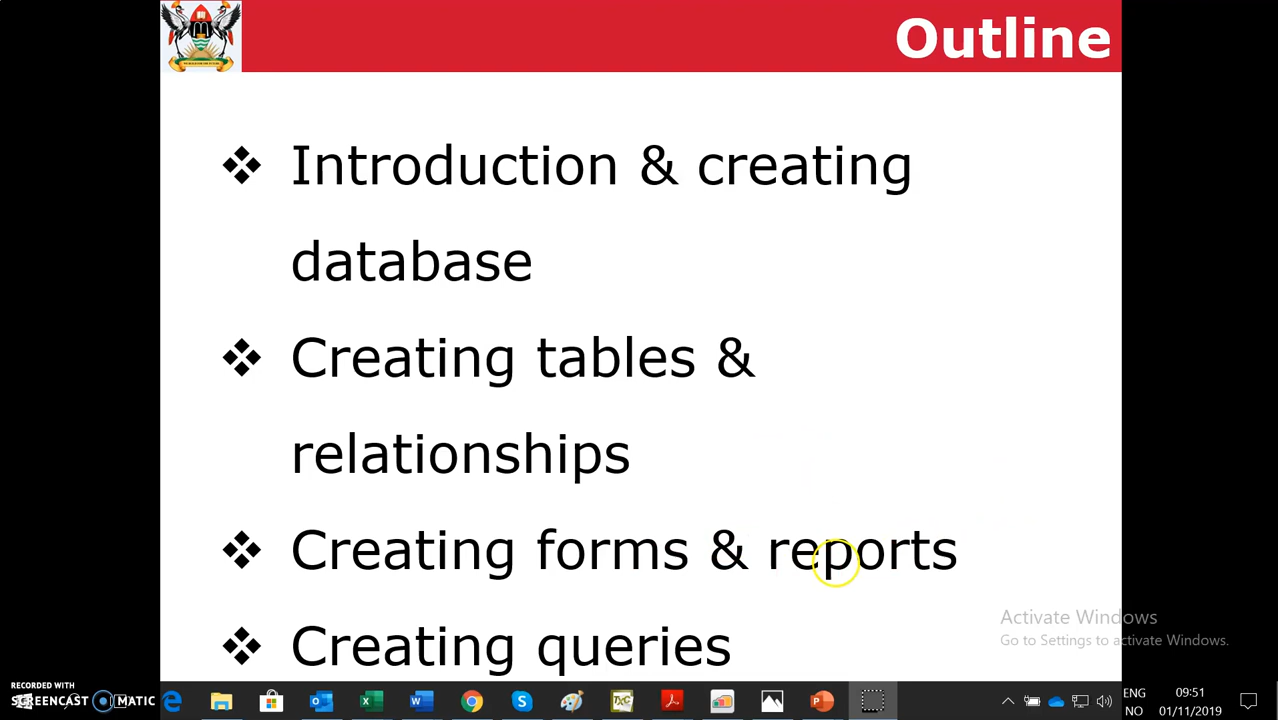 Outline
❖ Introduction & creating
database
❖ Creating tables &
relationships
❖ Creating forms & reports
❖ Creating queries
Activate Windows
Go to Settings to activate Windows.
RECORDED WITH
SCREENCAST MATIC
ENG
NO
09:51
01/11/2019